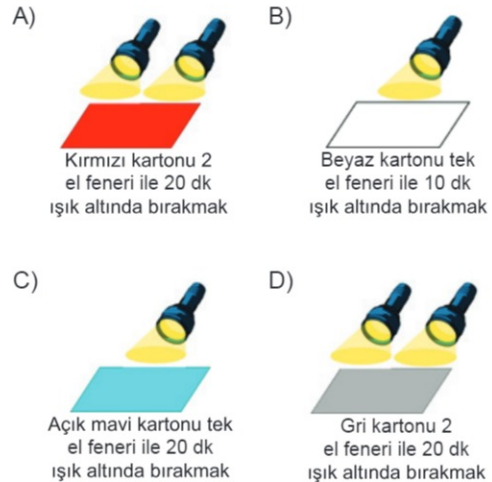 A)
Kırmızı kartonu 2
el feneri ile 20 dk
ışık altında bırakmak
B)
Beyaz kartonu tek
el feneri ile 10 dk
ışık altında bırakmak
C)
Açık mavi kartonu tek
el feneri ile 20 dk
ışık altında bırakmak
D)
Gri kartonu 2
el feneri ile 20 dk
ışık altında bırakmak